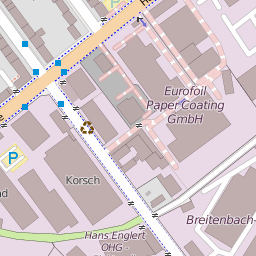 Eurofoil
Paper Coating
GmbH
P
Korsch
Breitenbach-
Hans Englert
OHG -